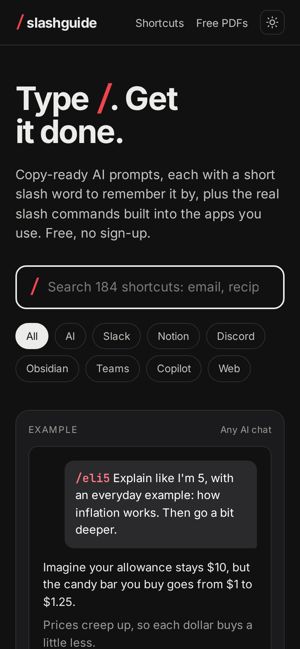 / slashguide
Shortcuts
Free PDFs
Type /. Get
it done.
Copy-ready AI prompts, each with a short
slash word to remember it by, plus the real
slash commands built into the apps you
use. Free, no sign-up.
/ Search 184 shortcuts: email, recip
All
AI
Slack
Notion
Discord
Obsidian
Teams
Copilot
Web
EXAMPLE
Any AI chat
/eli5 Explain like I'm 5, with
an everyday example: how
inflation works. Then go a bit
deeper.
Imagine your allowance stays $10, but
the candy bar you buy goes from $1 to
$1.25.
Prices creep up, so each dollar buys a
little less.